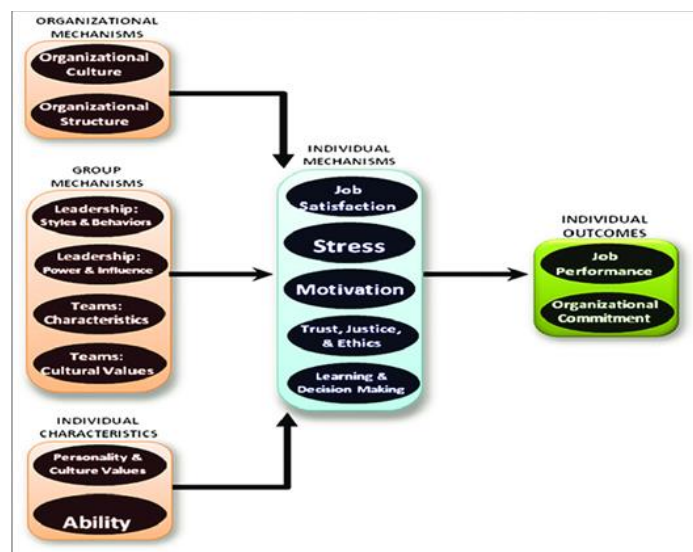 ORGANIZATIONAL
MECHANISMS
Organizational
Culture
Organizational
Structure
GROUP
MECHANISMS
Leadership:
Styles & Behaviors
Leadership:
Power & Influence
Teams:
Characteristics
Teams:
Cultural Values
INDIVIDUAL
CHARACTERISTICS
Personality &
Culture Values
Ability
INDIVIDUAL
MECHANISMS
Job
Satisfaction
Stress
Motivation
Trust, Justice,
& Ethics
Learning &
Decision Making
INDIVIDUAL
OUTCOMES
Job
Performance
Organizational
Commitment